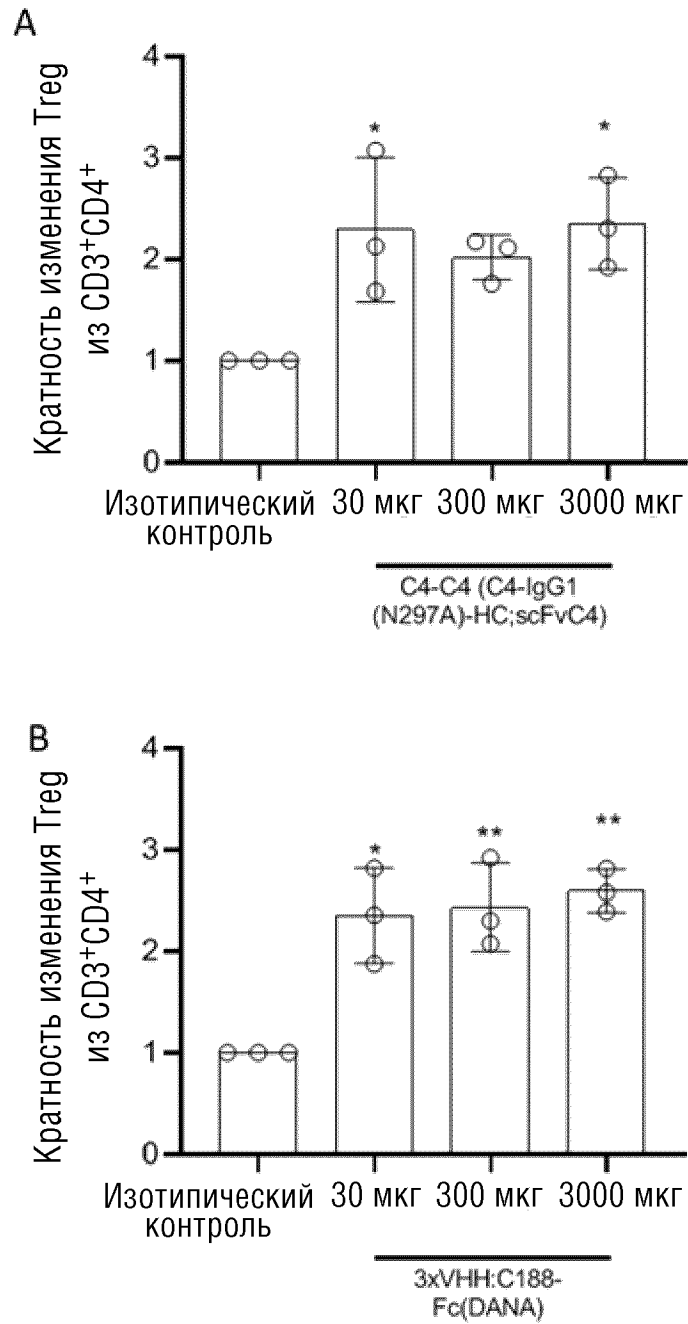 A
Кратность изменения Treg
из CD3⁺CD4⁺
4
3
2
1
0
*
*
Изотипический
контроль
30 мкг
300 мкг
3000 мкг
C4-C4 (C4-IgG1
(N297A)-HC;scFvC4)
B
Кратность изменения Treg
из CD3⁺CD4⁺
4
3
2
1
0
*
**
**
Изотипический
контроль
30 мкг
300 мкг
3000 мкг
3xVHH:C188-
Fc(DANA)